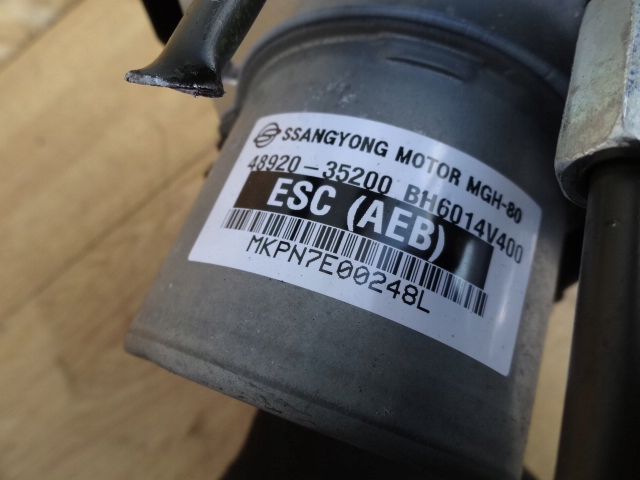 SSANGYONG MOTOR MGH-80
48920-35200 BH6014V400
ESC (AEB)
MKPN7E00248L